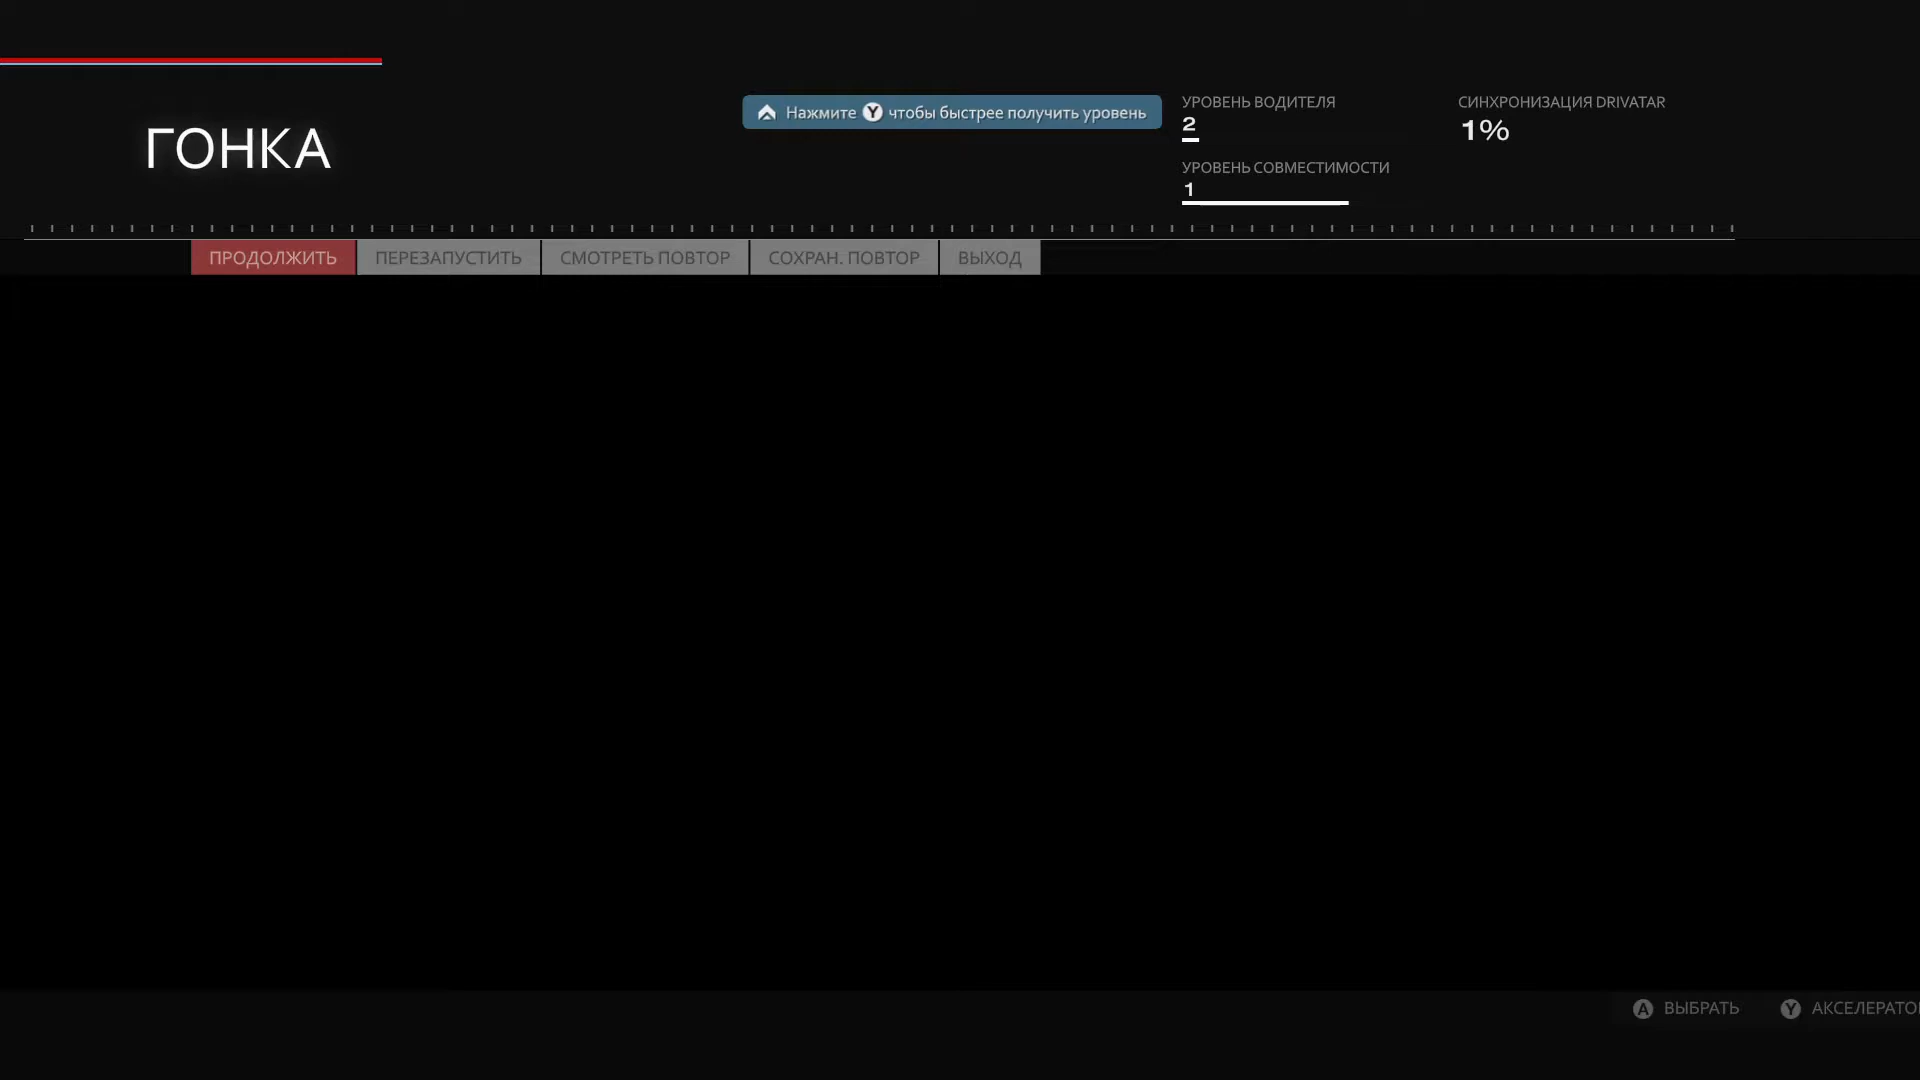 ГОНКА
Нажмите Y чтобы быстрее получить уровень
УРОВЕНЬ ВОДИТЕЛЯ
2
УРОВЕНЬ СОВМЕСТИМОСТИ
1
СИНХРОНИЗАЦИЯ DRIVATAR
1%
ПРОДОЛЖИТЬ ПЕРЕЗАПУСТИТЬ СМОТРЕТЬ ПОВТОР СОХРАН. ПОВТОР ВЫХОД
A ВЫБРАТЬ Y АКСЕЛЕРАТО